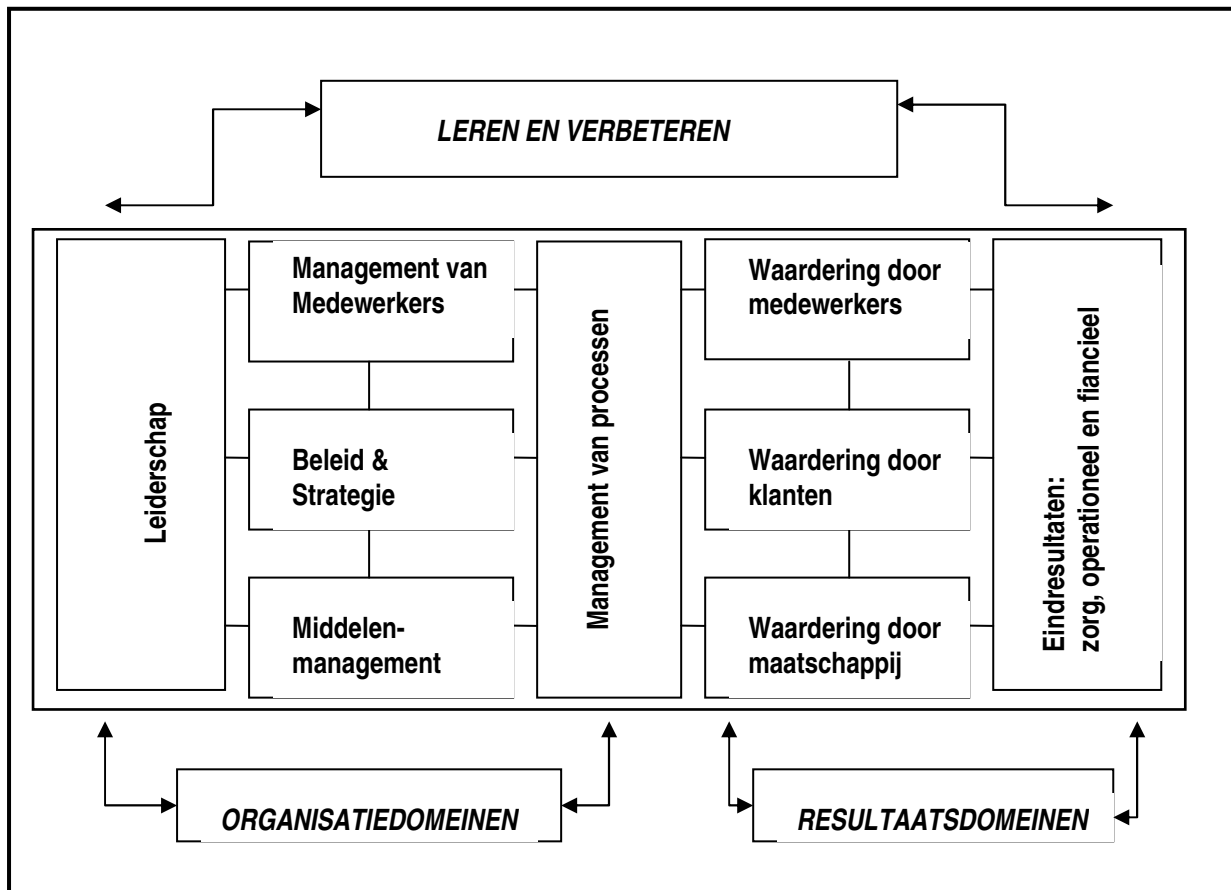 LEREN EN VERBETEREN
Leiderschap
Management van
Medewerkers
Beleid &
Strategie
Middelen-
management
Management van processen
Waardering door
medewerkers
Waardering door
klanten
Waardering door
maatschappij
Eindresultaten:
zorg, operationeel en fiancieel
ORGANISATIEDOMEINEN
RESULTAATSDOMEINEN